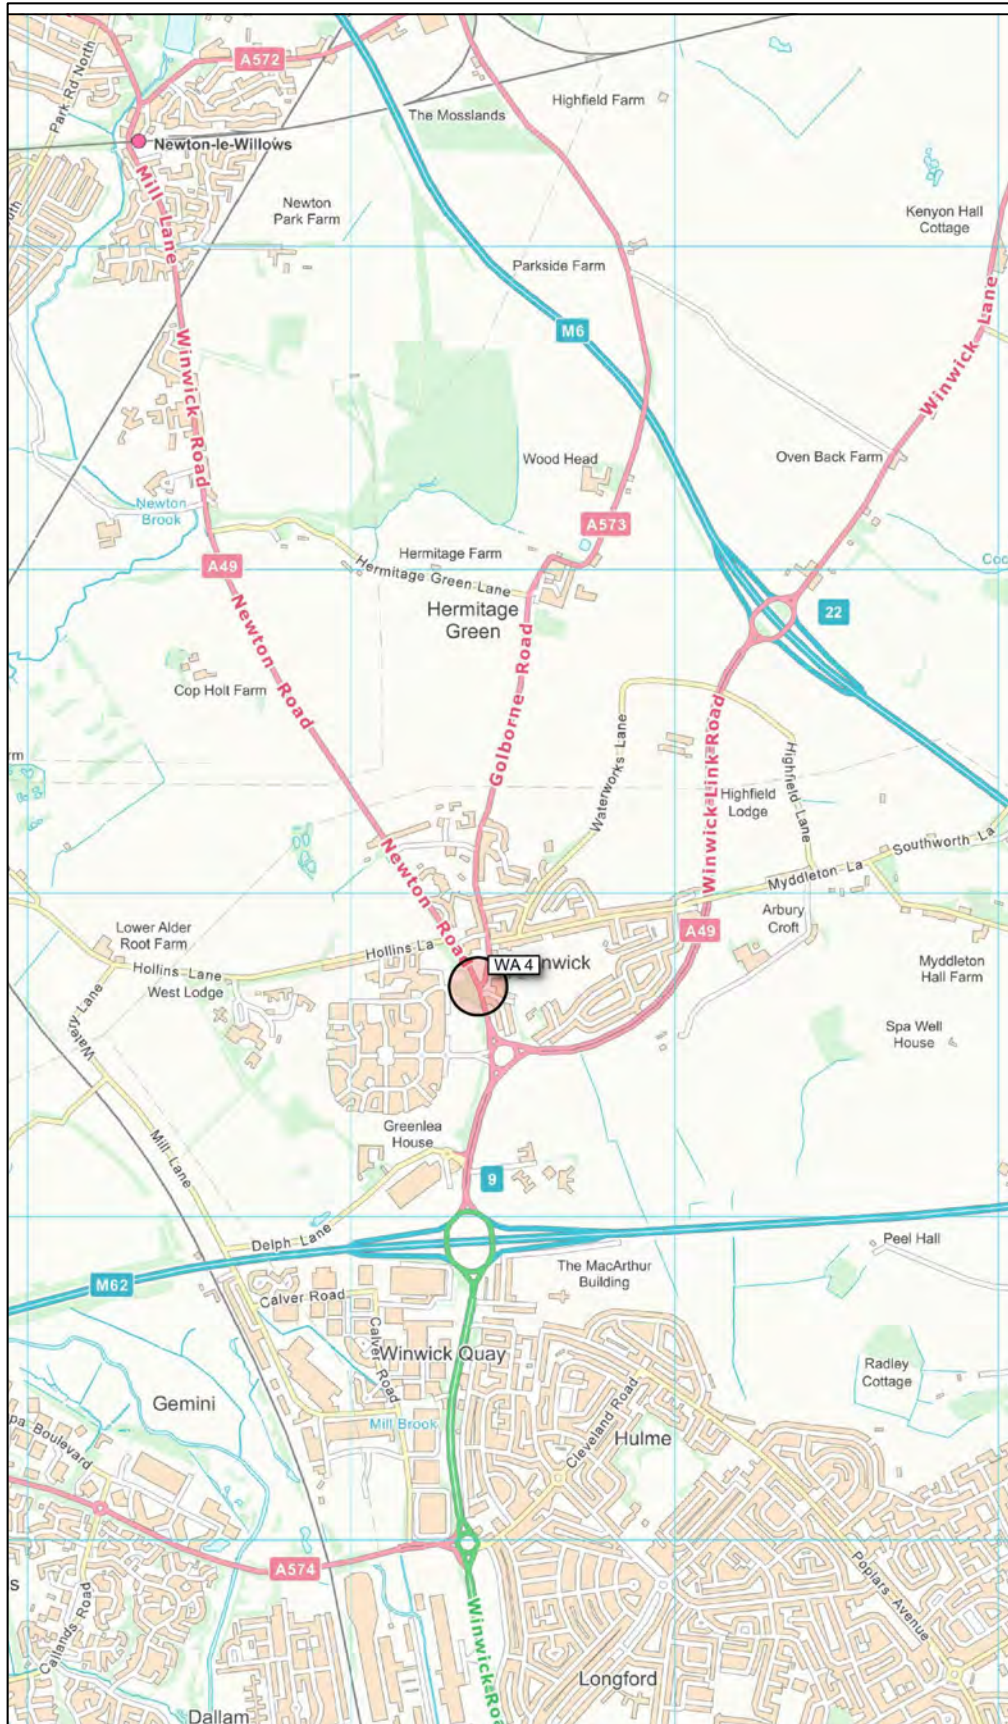 Park Rd North
A572
Newton-le-Willows
The Mosslands
Highfield Farm
Mill Lane
Newton
Park Farm
Kenyon Hall
Cottage
Parkside Farm
M6
Winwick Lane
Winwick Road
Wood Head
Oven Back Farm
Newton
Brook
A573
A49
Hermitage Farm
Hermitage Green Lane
Hermitage
Green
22
Newton Road
Golborne Road
Cop Holt Farm
Waterworks Lane
Winwick Link Road
Highfield Lane
Highfield
Lodge
Newton Road
Southworth La
Myddleton La
Lower Alder
Root Farm
Hollins La
Arbury
Croft
A49
WA 4
nwick
Hollins Lane
West Lodge
Myddleton
Hall Farm
Spa Well
House
Mill Lane
Greenlea
House
9
Delph Lane
Peel Hall
M62
The MacArthur
Building
Calver Road
Calver Road
Winwick Quay
Radley
Cottage
Gemini
Boulevard
Mill Brook
Cleveland Road
Hulme
A574
Callands Road
Poplars Avenue
Winwick Roa
Longford
Dallam